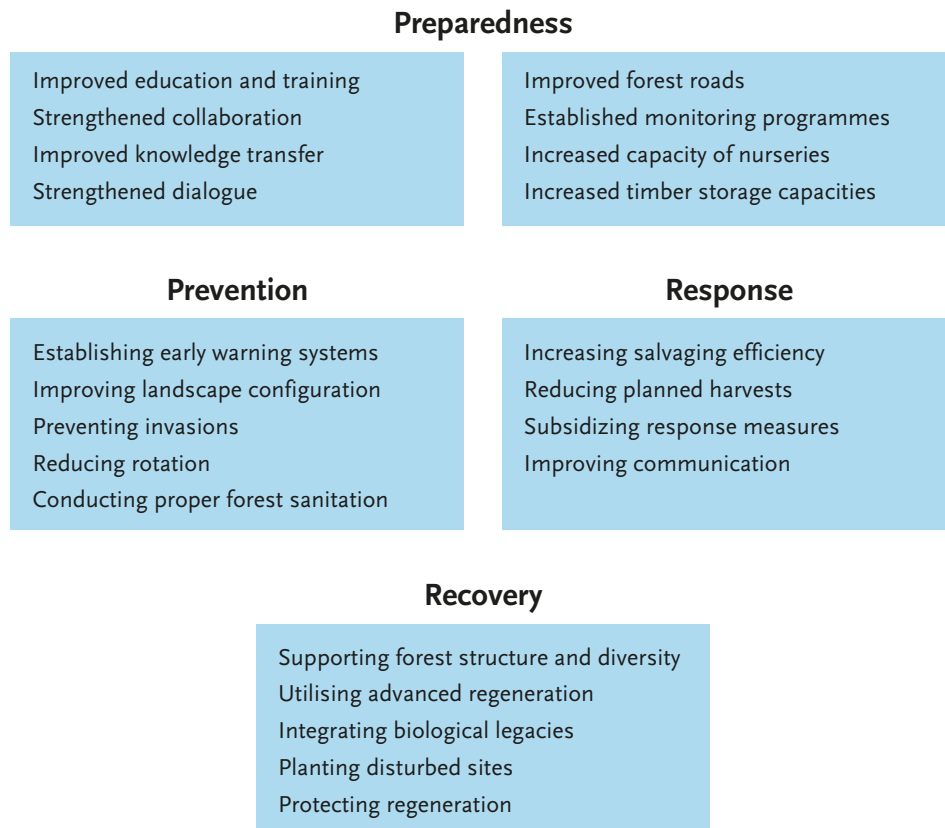 Preparedness
Improved education and training
Strengthened collaboration
Improved knowledge transfer
Strengthened dialogue
Improved forest roads
Established monitoring programmes
Increased capacity of nurseries
Increased timber storage capacities
Prevention
Establishing early warning systems
Improving landscape configuration
Preventing invasions
Reducing rotation
Conducting proper forest sanitation
Response
Increasing salvaging efficiency
Reducing planned harvests
Subsidizing response measures
Improving communication
Recovery
Supporting forest structure and diversity
Utilising advanced regeneration
Integrating biological legacies
Planting disturbed sites
Protecting regeneration